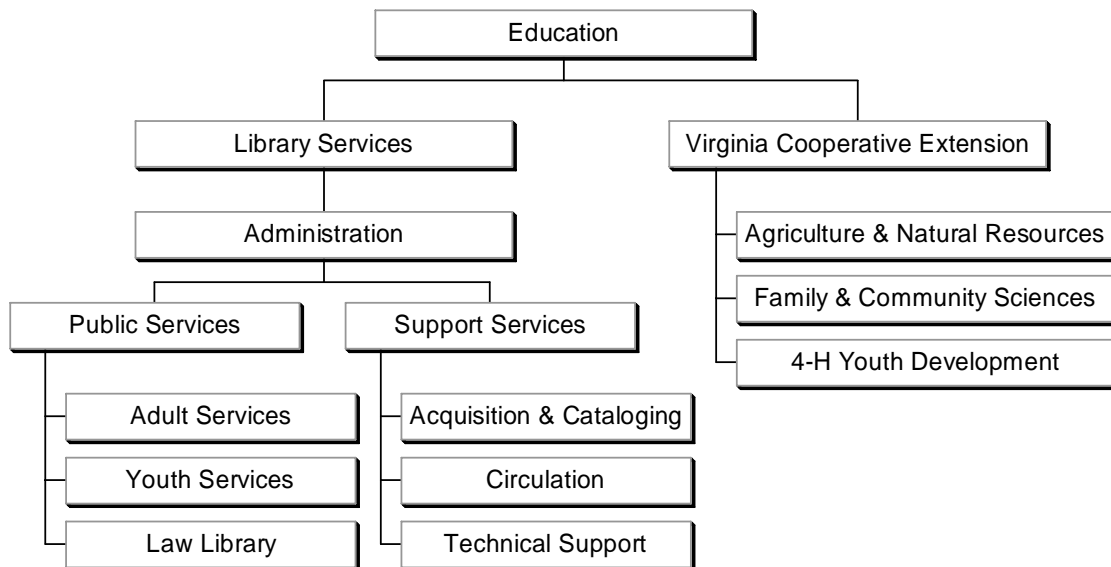 Education
Library Services
Virginia Cooperative Extension
Administration
Agriculture & Natural Resources
Family & Community Sciences
4-H Youth Development
Public Services
Support Services
Adult Services
Youth Services
Law Library
Acquisition & Cataloging
Circulation
Technical Support